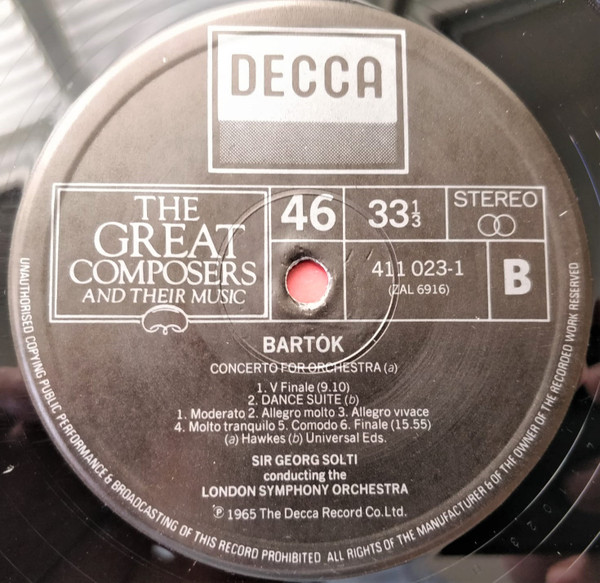 DECCA
THE
GREAT
COMPOSERS
AND THEIR MUSIC
46
33⅓
STEREO
411 023-1
(ZAL 6916)
B
BARTÓK
CONCERTO FOR ORCHESTRA (a)
1. V Finale (9.10)
2. DANCE SUITE (b)
1. Moderato 2. Allegro molto 3. Allegro vivace
4. Molto tranquilo 5. Comodo 6. Finale (15.55)
(a) Hawkes (b) Universal Eds.
SIR GEORG SOLTI
conducting the
LONDON SYMPHONY ORCHESTRA
℗ 1965 The Decca Record Co. Ltd.
UNAUTHORISED COPYING PUBLIC PERFORMANCE & BROADCASTING OF THIS RECORD PROHIBITED ALL RIGHTS OF THE MANUFACTURER & OF THE OWNER OF THE RECORDED WORK RESERVED